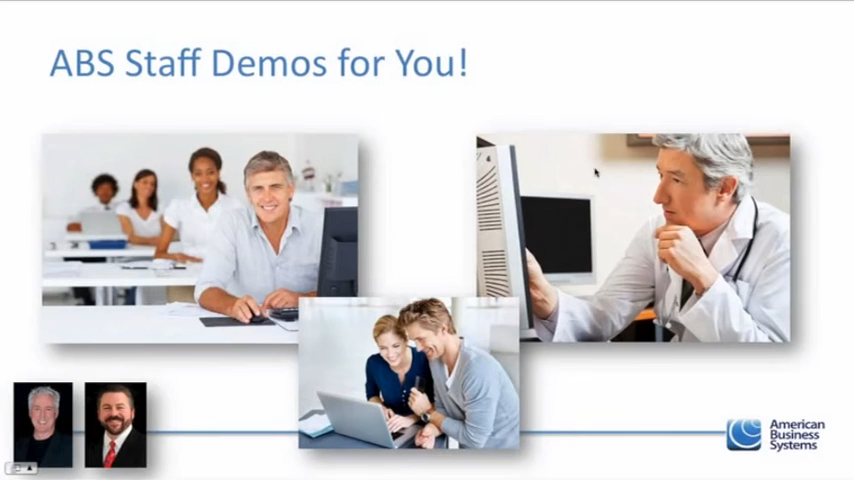 ABS Staff Demos for You!
American
Business
Systems